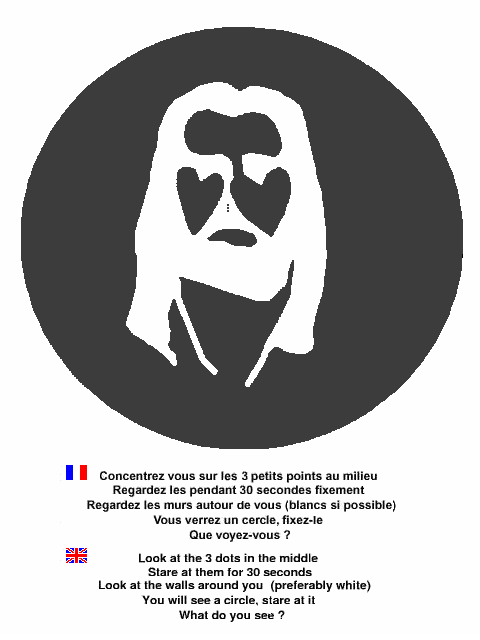 Concentrez vous sur les 3 petits points au milieu
Regardez les pendant 30 secondes fixement
Regardez les murs autour de vous (blancs si possible)
Vous verrez un cercle, fixez-le
Que voyez-vous ?
Look at the 3 dots in the middle
Stare at them for 30 seconds
Look at the walls around you (preferably white)
You will see a circle, stare at it
What do you see ?